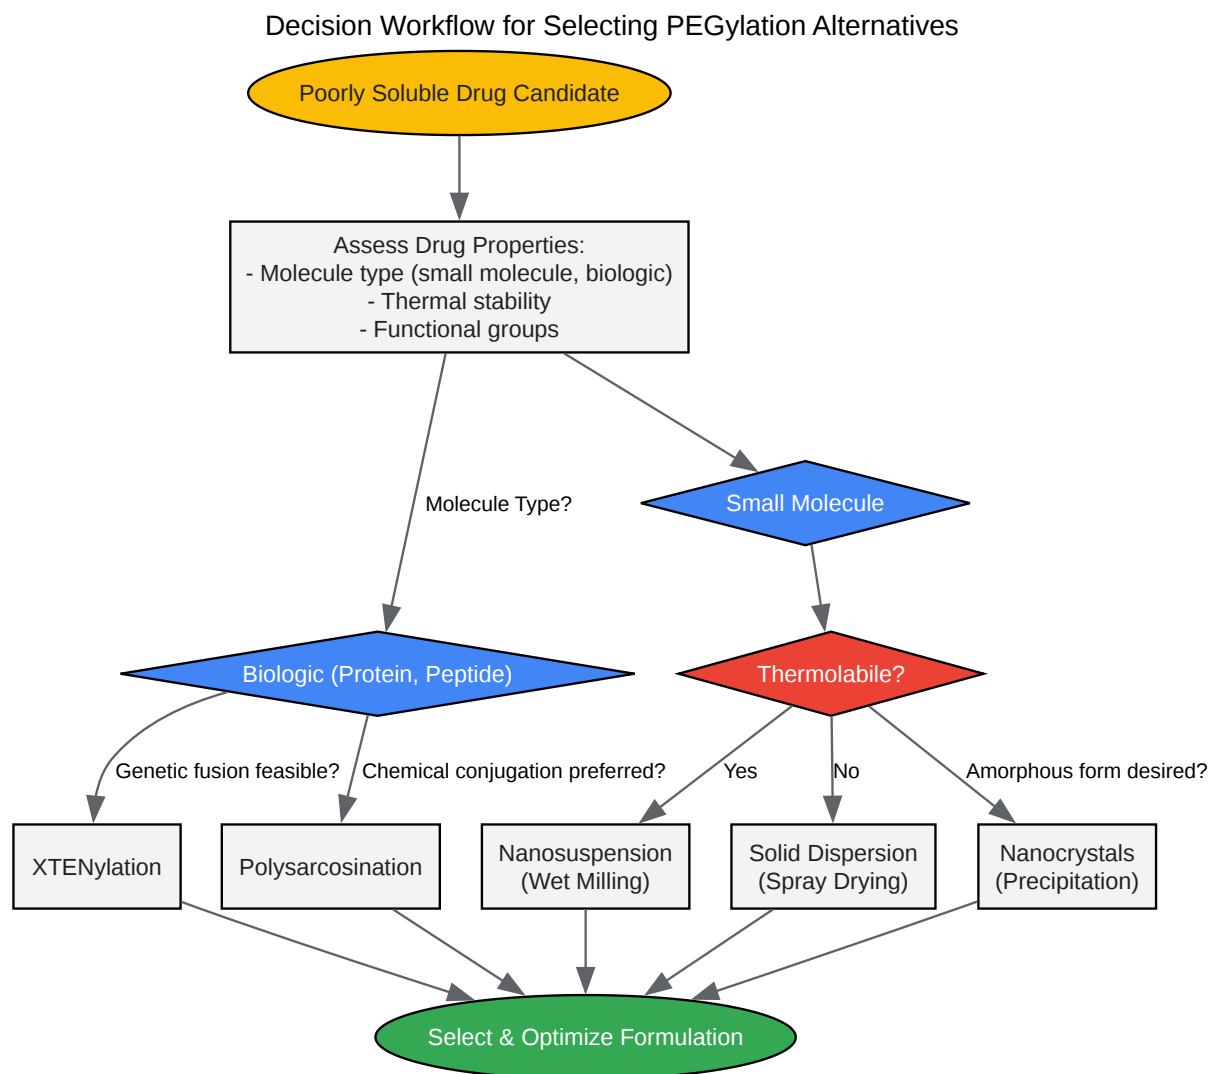 Decision Workflow for Selecting PEGylation Alternatives
Poorly Soluble Drug Candidate
Assess Drug Properties:
- Molecule type (small molecule, biologic)
- Thermal stability
- Functional groups
Molecule Type?
Small Molecule
Biologic (Protein, Peptide)
Thermolabile?
Genetic fusion feasible?
Chemical conjugation preferred?
Yes
No
Amorphous form desired?
XTENylation
Polysarcosination
Nanosuspension
(Wet Milling)
Solid Dispersion
(Spray Drying)
Nanocrystals
(Precipitation)
Select & Optimize Formulation